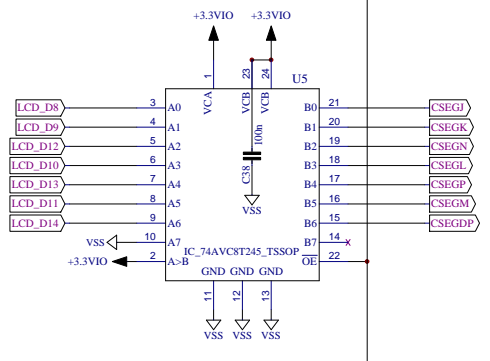 +3.3VIO +3.3VIO
1 23 24 U5
VCA VCB VCB
LCD_D8 3 A0 B0 21 CSEGJ
LCD_D9 4 A1 B1 20 CSEGK
LCD_D12 5 A2 B2 19 CSEGN
LCD_D10 6 A3 B3 18 CSEGL
LCD_D13 7 A4 B4 17 CSEGP
LCD_D11 8 A5 B5 16 CSEGM
LCD_D14 9 A6 B6 15 CSEGDP
100n
C38
VSS
VSS 10 A7 B7 14
IC_74AVC8T245_TSSOP
+3.3VIO 2 A>B OE 22
GND GND GND
11 12 13
VSS VSS VSS